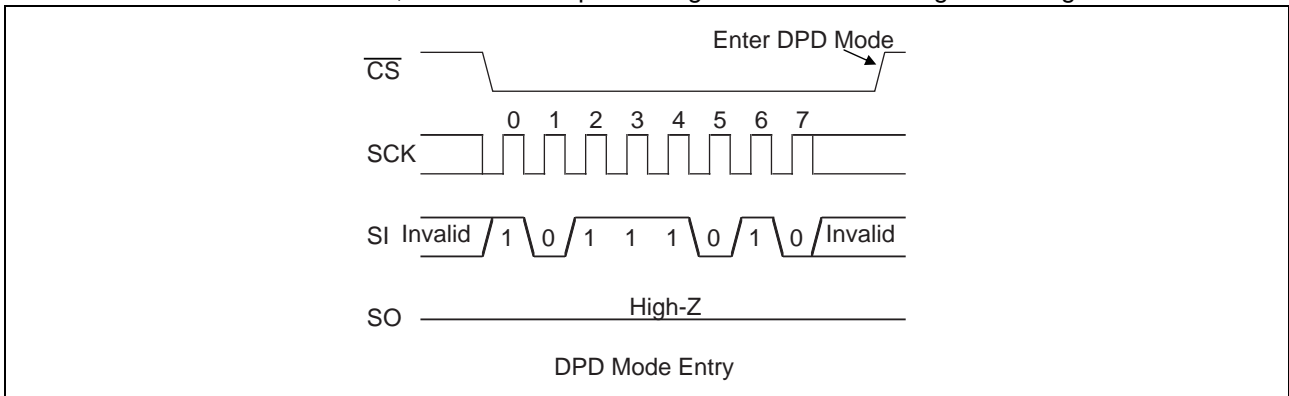 Enter DPD Mode
CS
0 1 2 3 4 5 6 7
SCK
SI Invalid 1 0 1 1 1 0 1 0 Invalid
High-Z
SO
DPD Mode Entry